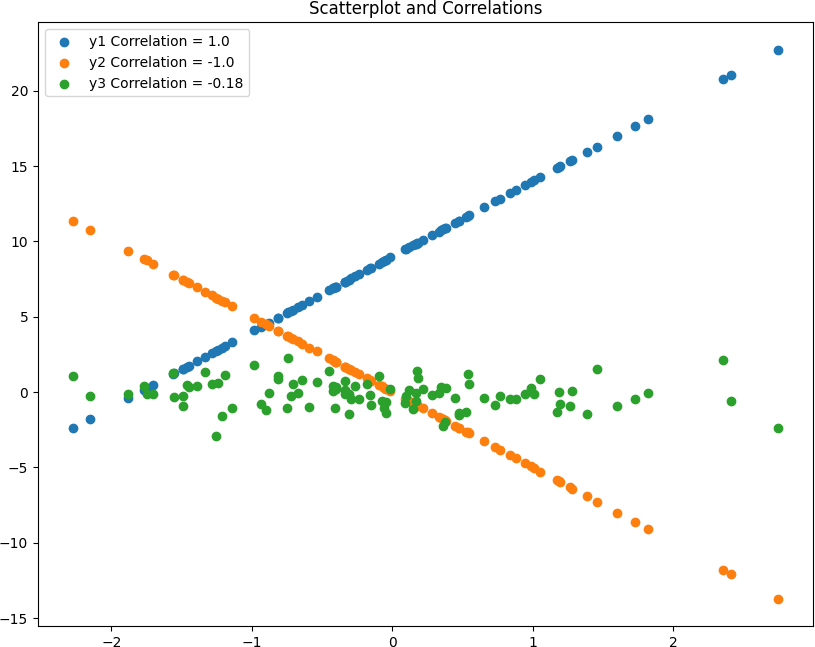 Scatterplot and Correlations
y1 Correlation = 1.0
y2 Correlation = -1.0
y3 Correlation = -0.18
20
15
10
5
0
−5
−10
−15
−2 −1 0 1 2